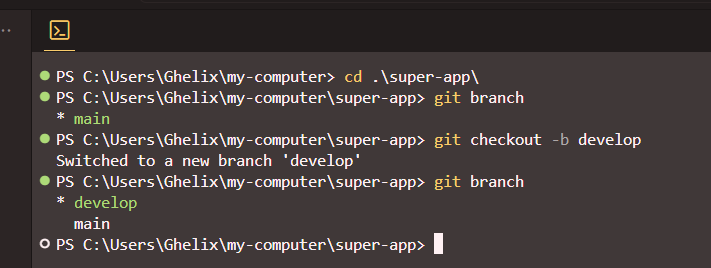 PS C:\Users\Ghelix\my-computer> cd .\super-app\
PS C:\Users\Ghelix\my-computer\super-app> git branch
* main
PS C:\Users\Ghelix\my-computer\super-app> git checkout -b develop
Switched to a new branch 'develop'
PS C:\Users\Ghelix\my-computer\super-app> git branch
* develop
  main
PS C:\Users\Ghelix\my-computer\super-app>